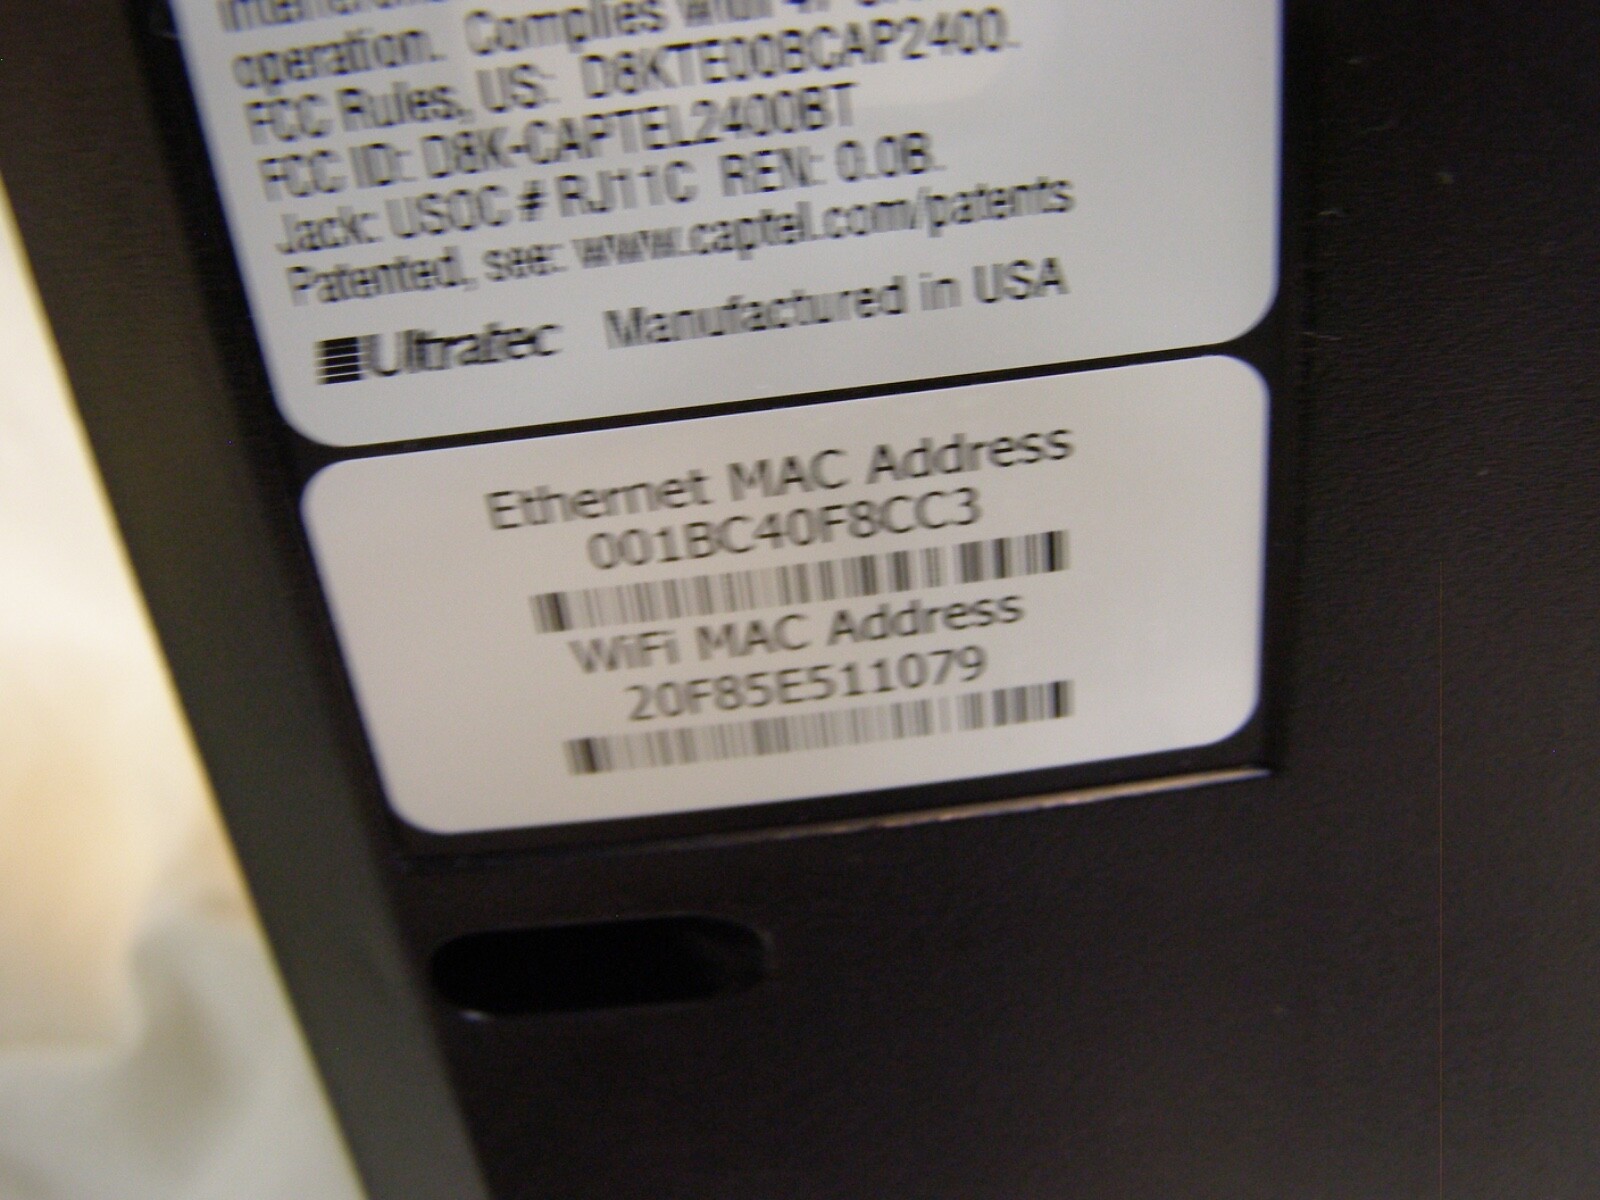 operation. Complies with 47
FCC Rules, US: D8KTE00BCAP2400.
FCC ID: D8K-CAPTEL2400BT
Jack: USOC # RJ11C REN: 0.0B.
Patented, see: www.captel.com/patents
Ultratec Manufactured in USA
Ethernet MAC Address
001BC40F8CC3
WiFi MAC Address
20F85E511079